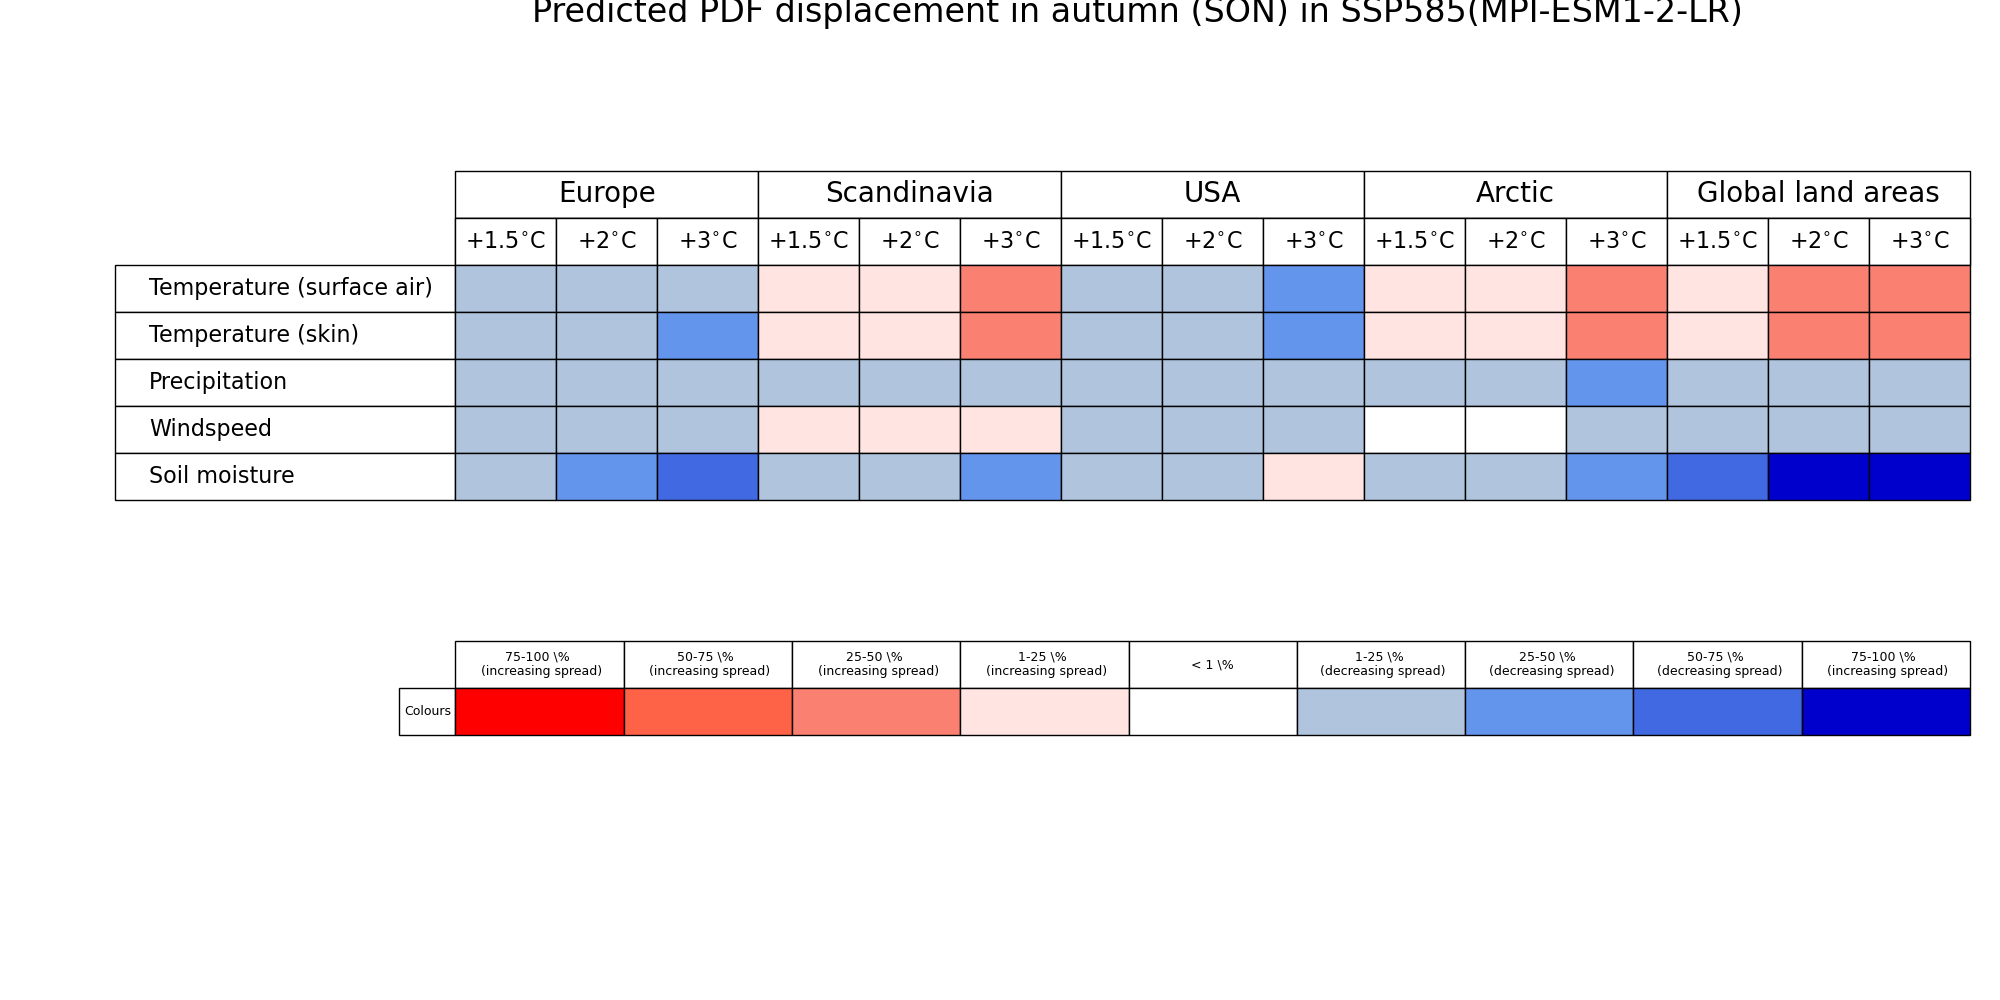 Predicted PDF displacement in autumn (SON) in SSP585(MPI-ESM1-2-LR)
Europe Scandinavia USA Arctic Global land areas
+1.5°C +2°C +3°C +1.5°C +2°C +3°C +1.5°C +2°C +3°C +1.5°C +2°C +3°C +1.5°C +2°C +3°C
Temperature (surface air)
Temperature (skin)
Precipitation
Windspeed
Soil moisture
75-100 \% 50-75 \% 25-50 \% 1-25 \% < 1 \% 1-25 \% 25-50 \% 50-75 \% 75-100 \%
(increasing spread) (increasing spread) (increasing spread) (increasing spread) (decreasing spread) (decreasing spread) (decreasing spread) (increasing spread)
Colours